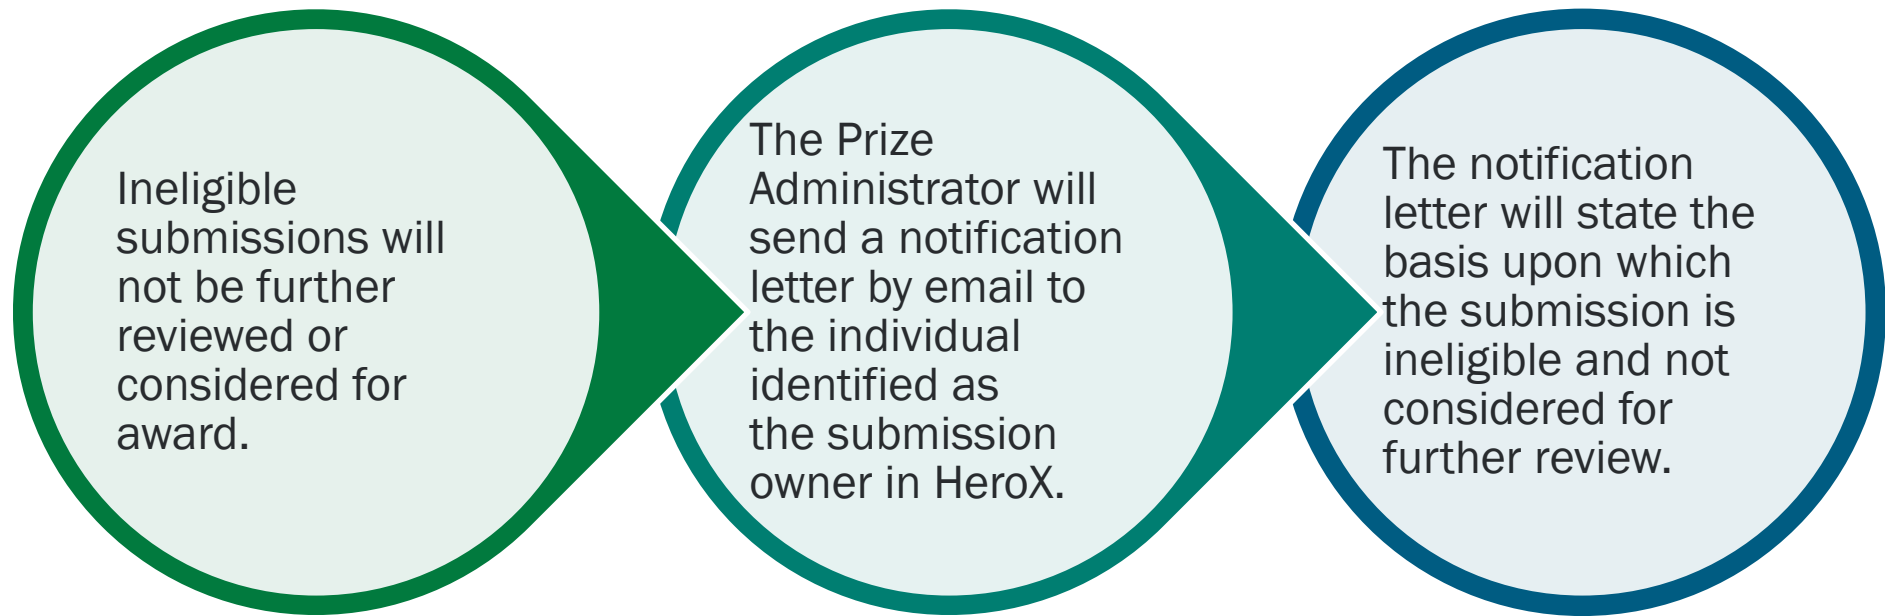 Ineligible
submissions will
not be further
reviewed or
considered for
award.
The Prize
Administrator will
send a notification
letter by email to
the individual
identified as
the submission
owner in HeroX.
The notification
letter will state the
basis upon which
the submission is
ineligible and not
considered for
further review.